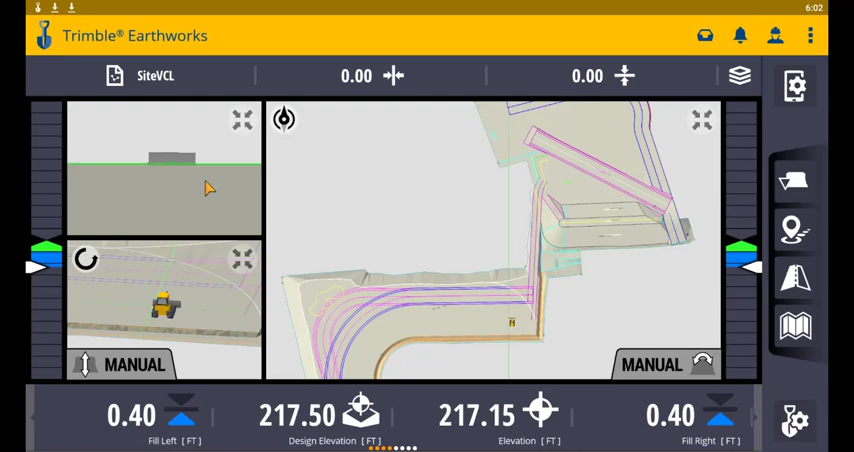 6:02
Trimble® Earthworks
SiteVCL
0.00
0.00
MANUAL
MANUAL
0.40
Fill Left [ FT ]
217.50
Design Elevation [ FT ]
217.15
Elevation [ FT ]
0.40
Fill Right [ FT ]